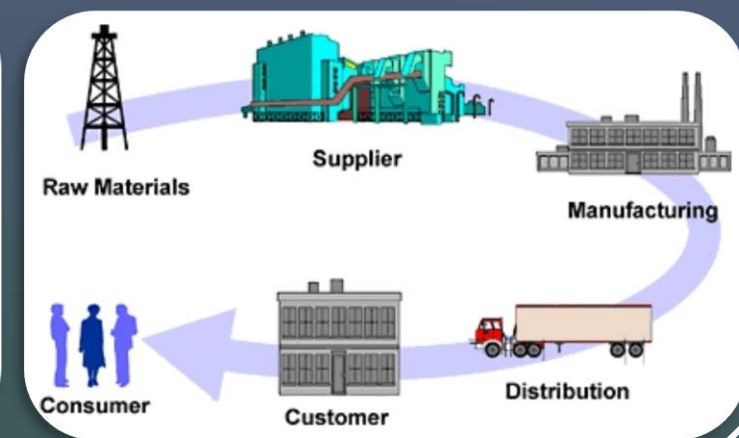 Raw Materials
Supplier
Manufacturing
Distribution
Customer
Consumer